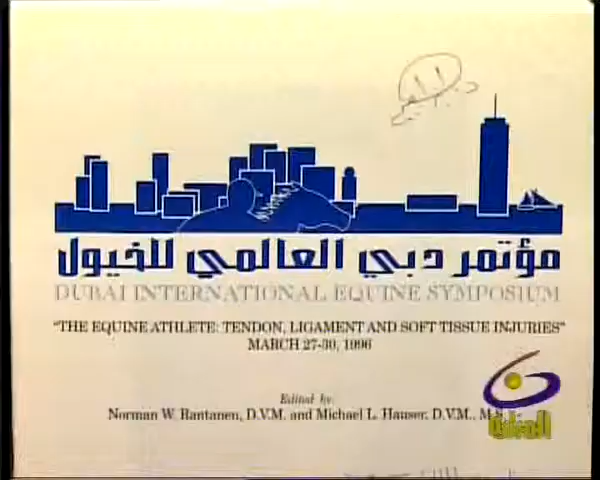 مؤتمر دبي العالمي للخيول
DUBAI INTERNATIONAL EQUINE SYMPOSIUM
"THE EQUINE ATHLETE: TENDON, LIGAMENT AND SOFT TISSUE INJURIES"
MARCH 27-30, 1996
Edited by:
Norman W. Rantanen, D.V.M. and Michael L. Hauser, D.V.M.,